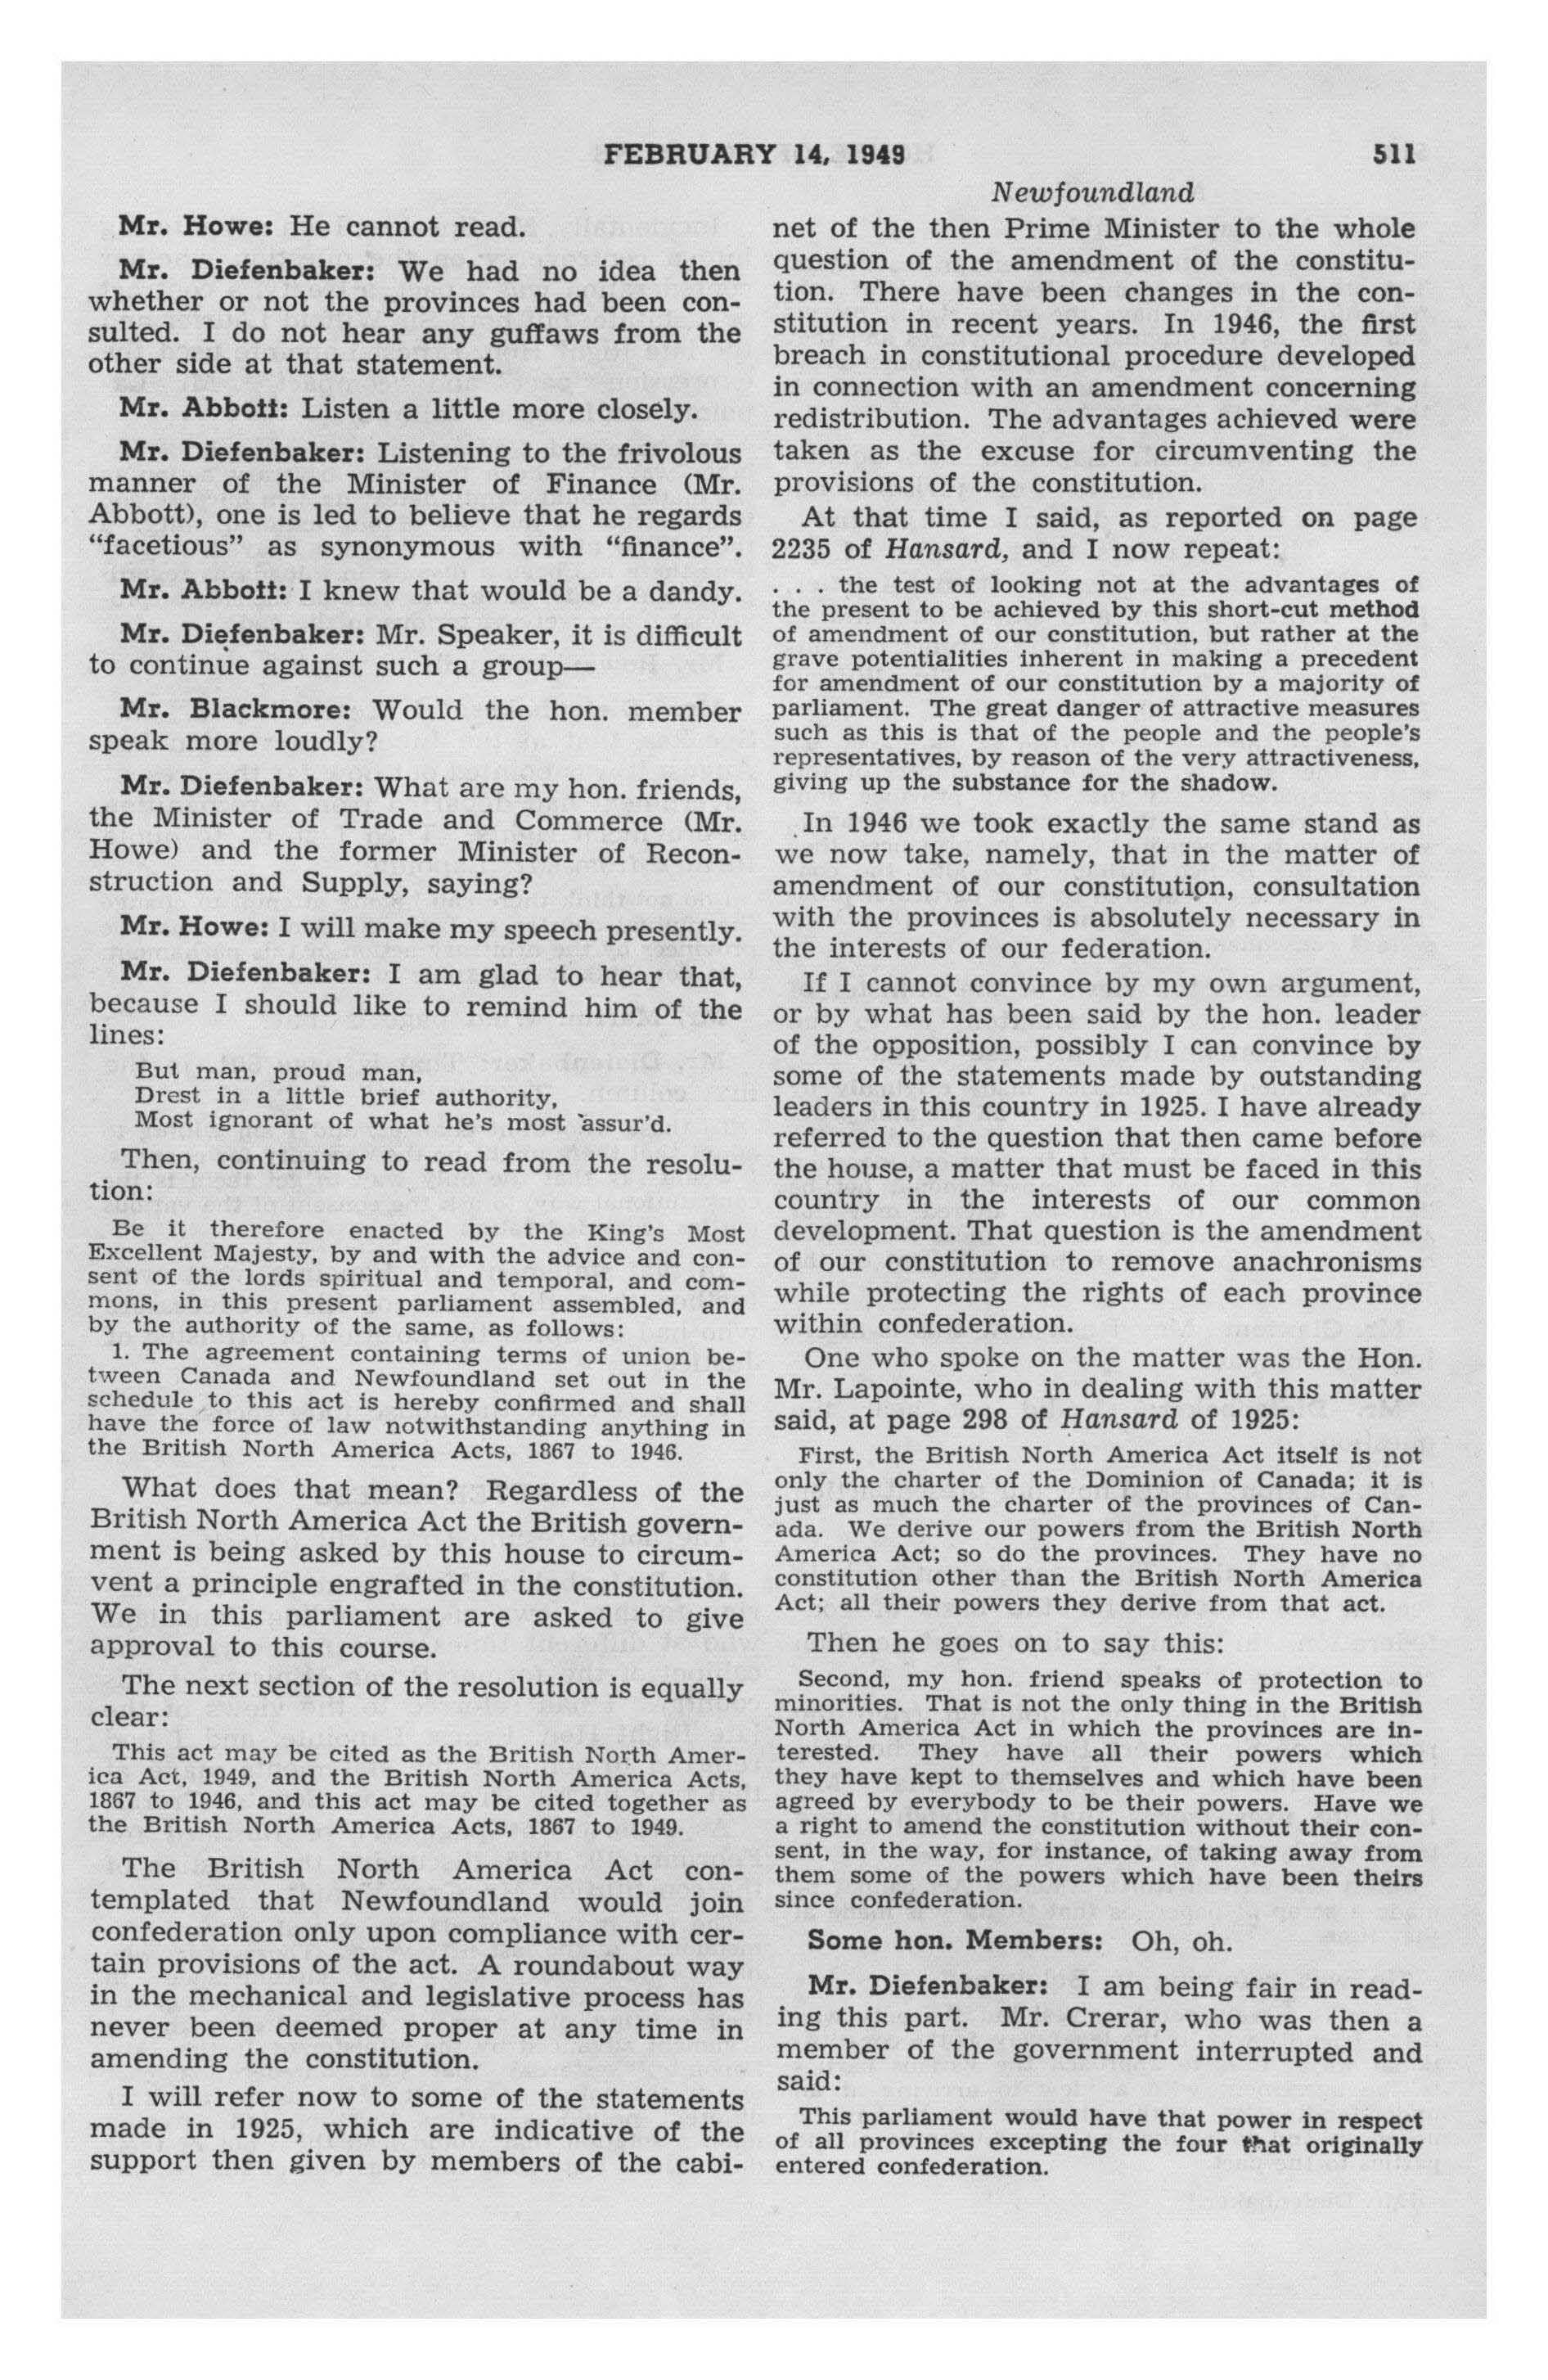 FEBRUARY 14, 1949
511
Newfoundland
Mr. Howe: He cannot read.
Mr. Diefenbaker: We had no idea then
whether or not the provinces had been con-
sulted. I do not hear any guffaws from the
other side at that statement.
Mr. Abbott: Listen a little more closely.
Mr. Diefenbaker: Listening to the frivolous
manner of the Minister of Finance (Mr.
Abbott), one is led to believe that he regards
“facetious” as synonymous with “finance”.
Mr. Abbott: I knew that would be a dandy.
Mr. Diefenbaker: Mr. Speaker, it is difficult
to continue against such a group—
Mr. Blackmore: Would the hon. member
speak more loudly?
Mr. Diefenbaker: What are my hon. friends,
the Minister of Trade and Commerce (Mr.
Howe) and the former Minister of Recon-
struction and Supply, saying?
Mr. Howe: I will make my speech presently.
Mr. Diefenbaker: I am glad to hear that,
because I should like to remind him of the
lines:
But man, proud man,
Drest in a little brief authority,
Most ignorant of what he's most assur'd.
Then, continuing to read from the resolu-
tion:
Be it therefore enacted by the King's Most
Excellent Majesty, by and with the advice and con-
sent of the lords spiritual and temporal, and com-
mons, in this present parliament assembled, and
by the authority of the same, as follows:
1. The agreement containing terms of union be-
tween Canada and Newfoundland set out in the
schedule to this act is hereby confirmed and shall
have the force of law notwithstanding anything in
the British North America Acts, 1867 to 1946.
What does that mean? Regardless of the
British North America Act the British govern-
ment is being asked by this house to circum-
vent a principle engrafted in the constitution.
We in this parliament are asked to give
approval to this course.
The next section of the resolution is equally
clear:
This act may be cited as the British North Amer-
ica Act, 1949, and the British North America Acts,
1867 to 1946, and this act may be cited together as
the British North America Acts, 1867 to 1949.
The British North America Act con-
templated that Newfoundland would join
confederation only upon compliance with cer-
tain provisions of the act. A roundabout way
in the mechanical and legislative process has
never been deemed proper at any time in
amending the constitution.
I will refer now to some of the statements
made in 1925, which are indicative of the
support then given by members of the cabi-
net of the then Prime Minister to the whole
question of the amendment of the constitu-
tion. There have been changes in the con-
stitution in recent years. In 1946, the first
breach in constitutional procedure developed
in connection with an amendment concerning
redistribution. The advantages achieved were
taken as the excuse for circumventing the
provisions of the constitution.
At that time I said, as reported on page
2235 of Hansard, and I now repeat:
. . . the test of looking not at the advantages of
the present to be achieved by this short-cut method
of amendment of our constitution, but rather at the
grave potentialities inherent in making a precedent
for amendment of our constitution by a majority of
parliament. The great danger of attractive measures
such as this is that of the people and the people's
representatives, by reason of the very attractiveness,
giving up the substance for the shadow.
In 1946 we took exactly the same stand as
we now take, namely, that in the matter of
amendment of our constitution, consultation
with the provinces is absolutely necessary in
the interests of our federation.
If I cannot convince by my own argument,
or by what has been said by the hon. leader
of the opposition, possibly I can convince by
some of the statements made by outstanding
leaders in this country in 1925. I have already
referred to the question that then came before
the house, a matter that must be faced in this
country in the interests of our common
development. That question is the amendment
of our constitution to remove anachronisms
while protecting the rights of each province
within confederation.
One who spoke on the matter was the Hon.
Mr. Lapointe, who in dealing with this matter
said, at page 298 of Hansard of 1925:
First, the British North America Act itself is not
only the charter of the Dominion of Canada; it is
just as much the charter of the provinces of Can-
ada. We derive our powers from the British North
America Act; so do the provinces. They have no
constitution other than the British North America
Act; all their powers they derive from that act.
Then he goes on to say this:
Second, my hon. friend speaks of protection to
minorities. That is not the only thing in the British
North America Act in which the provinces are in-
terested. They have all their powers which
they have kept to themselves and which have been
agreed by everybody to be their powers. Have we
a right to amend the constitution without their con-
sent, in the way, for instance, of taking away from
them some of the powers which have been theirs
since confederation.
Some hon. Members: Oh, oh.
Mr. Diefenbaker: I am being fair in read-
ing this part. Mr. Crerar, who was then a
member of the government interrupted and
said:
This parliament would have that power in respect
of all provinces excepting the four that originally
entered confederation.